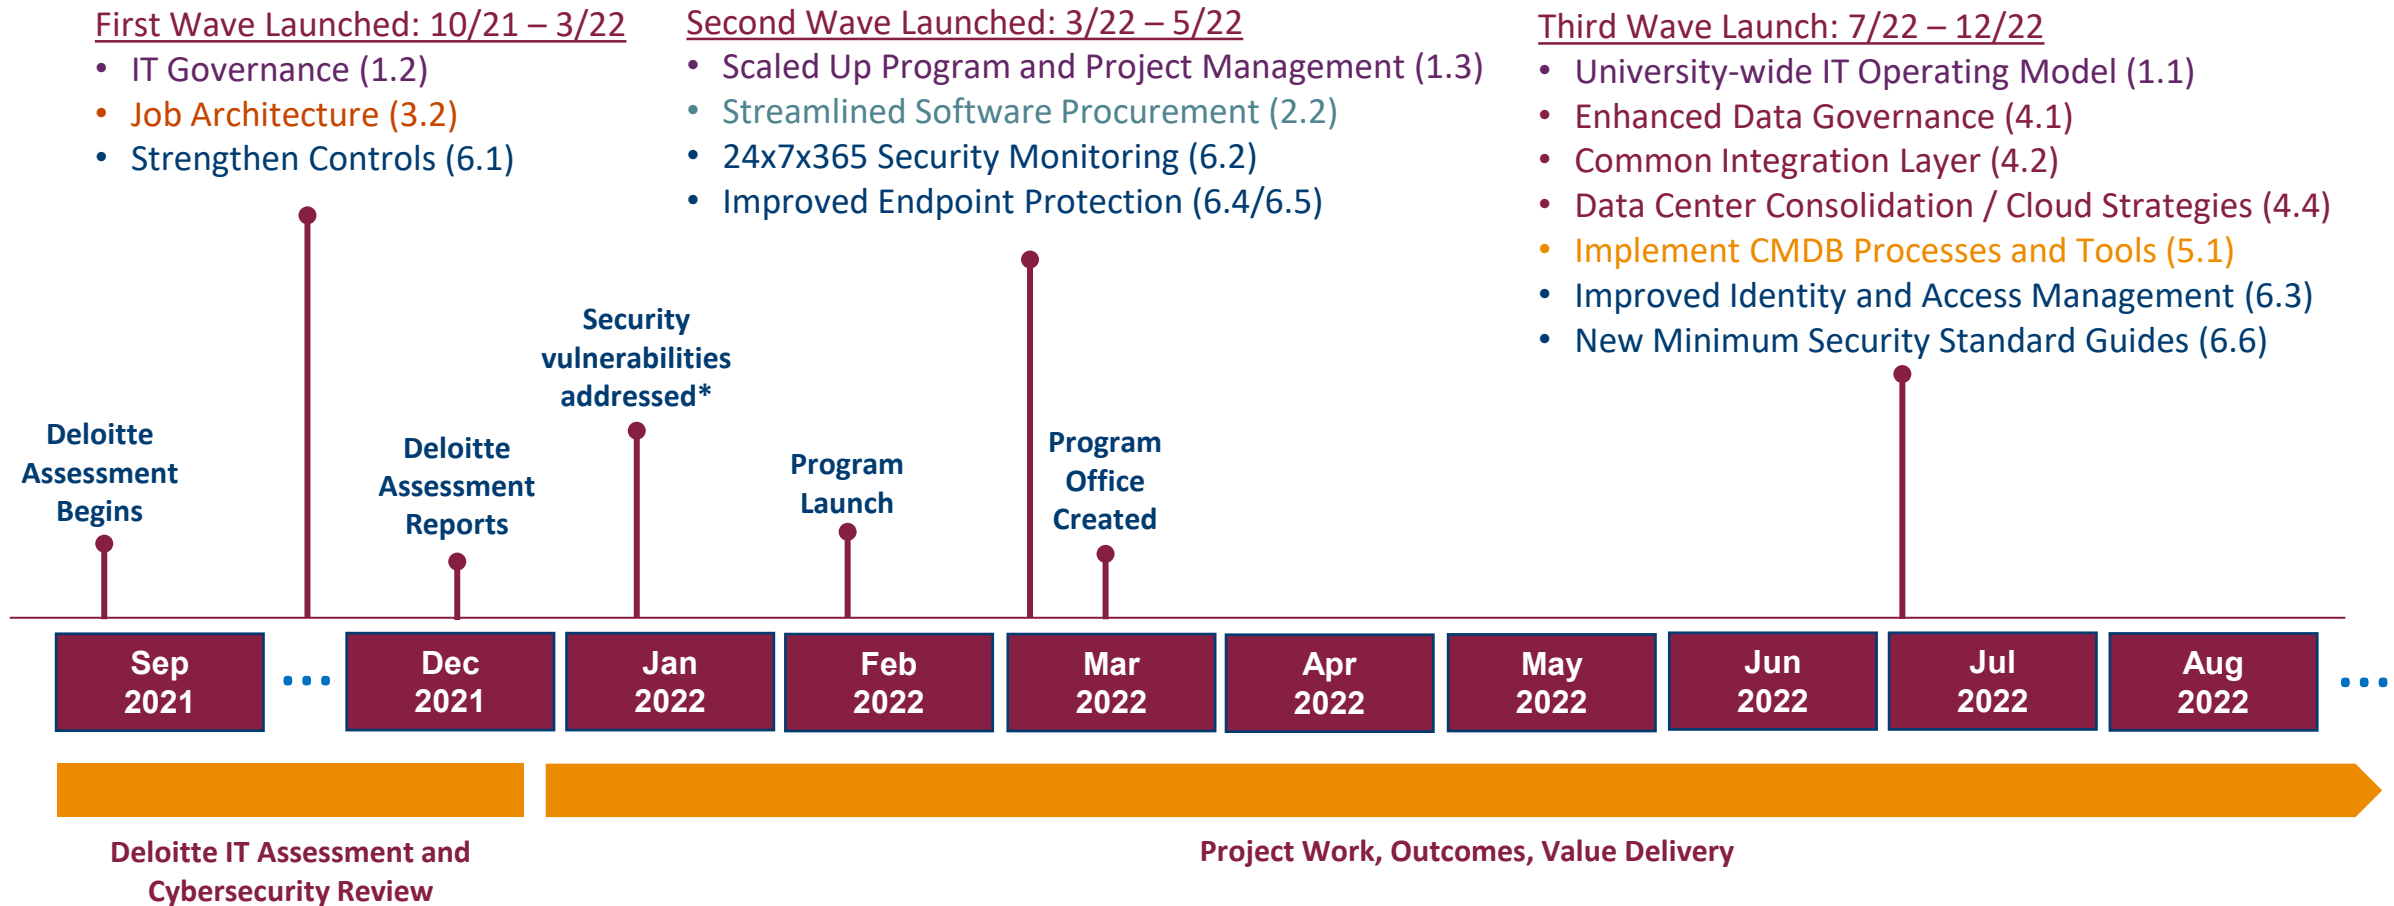 First Wave Launched: 10/21 – 3/22
• IT Governance (1.2)
• Job Architecture (3.2)
• Strengthen Controls (6.1)
Second Wave Launched: 3/22 – 5/22
• Scaled Up Program and Project Management (1.3)
• Streamlined Software Procurement (2.2)
• 24x7x365 Security Monitoring (6.2)
• Improved Endpoint Protection (6.4/6.5)
Third Wave Launch: 7/22 – 12/22
• University-wide IT Operating Model (1.1)
• Enhanced Data Governance (4.1)
• Common Integration Layer (4.2)
• Data Center Consolidation / Cloud Strategies (4.4)
• Implement CMDB Processes and Tools (5.1)
• Improved Identity and Access Management (6.3)
• New Minimum Security Standard Guides (6.6)
Deloitte
Assessment
Begins
Deloitte
Assessment
Reports
Security
vulnerabilities
addressed*
Program
Launch
Program
Office
Created
Sep
2021
...
Dec
2021
Jan
2022
Feb
2022
Mar
2022
Apr
2022
May
2022
Jun
2022
Jul
2022
Aug
2022
...
Deloitte IT Assessment and
Cybersecurity Review
Project Work, Outcomes, Value Delivery